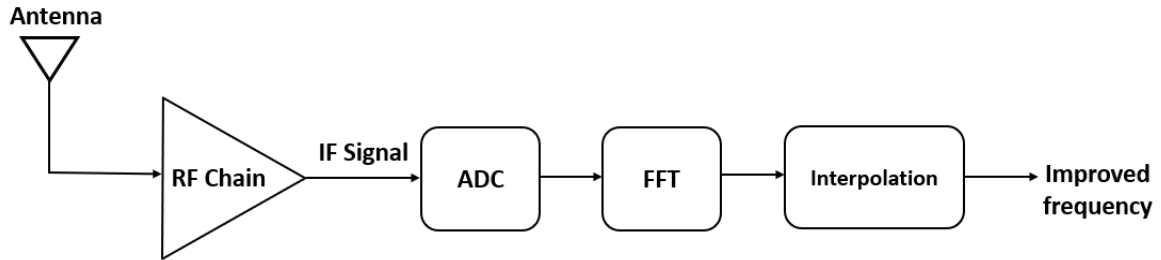 Antenna
RF Chain
IF Signal
ADC
FFT
Interpolation
Improved
frequency